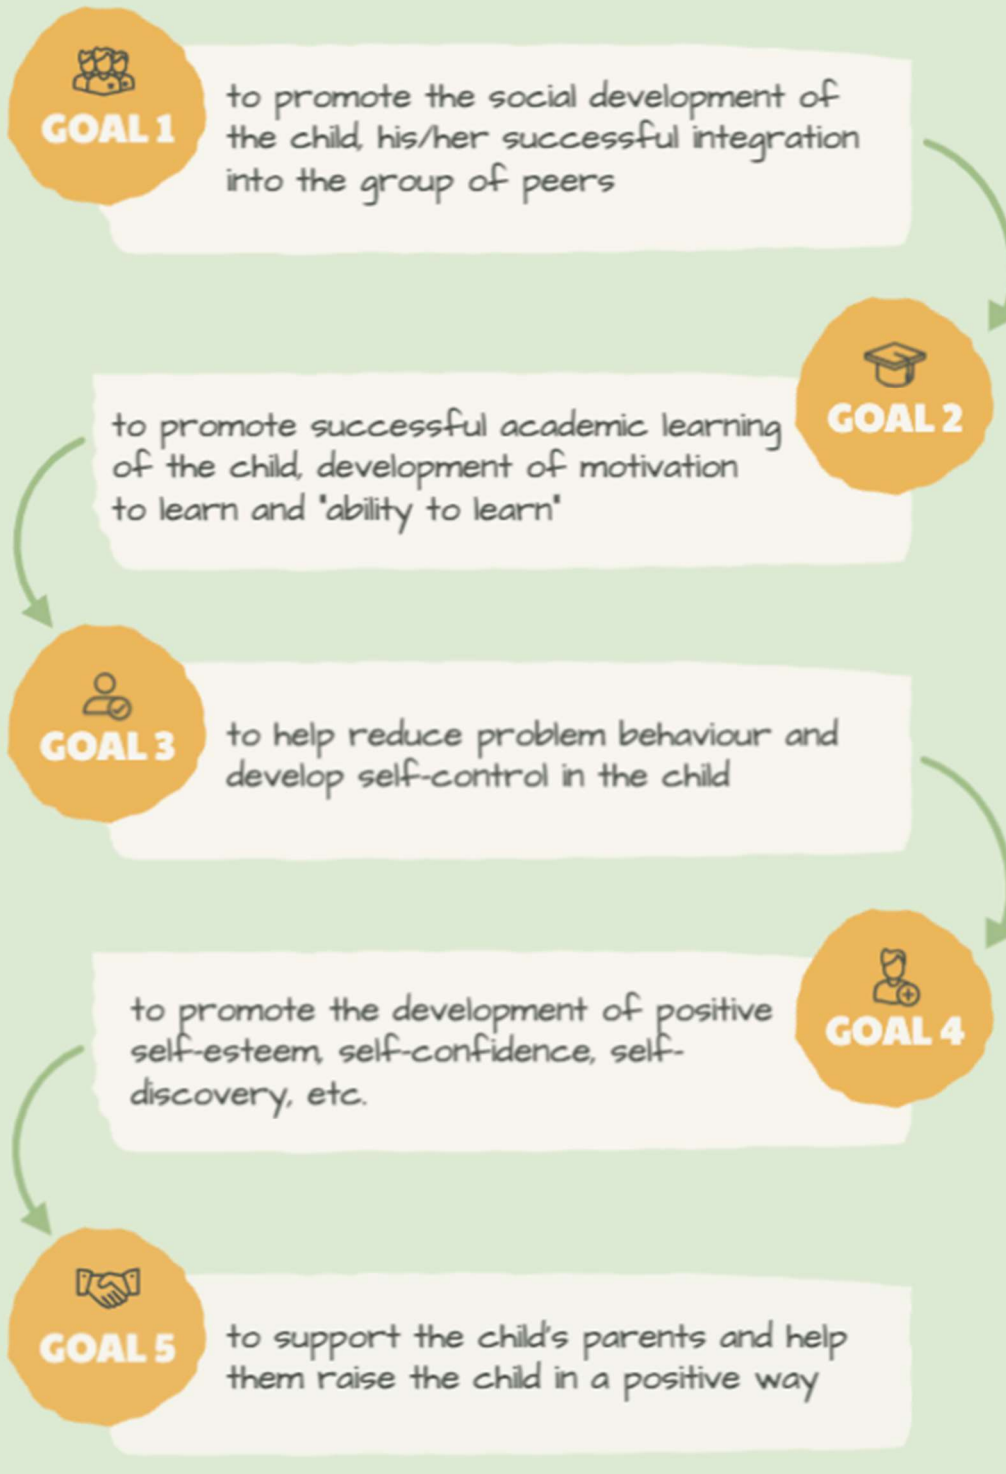 GOAL 1
to promote the social development of
the child, his/her successful integration
into the group of peers
GOAL 2
to promote successful academic learning
of the child, development of motivation
to learn and "ability to learn"
GOAL 3
to help reduce problem behaviour and
develop self-control in the child
GOAL 4
to promote the development of positive
self-esteem, self-confidence, self-
discovery, etc.
GOAL 5
to support the child's parents and help
them raise the child in a positive way